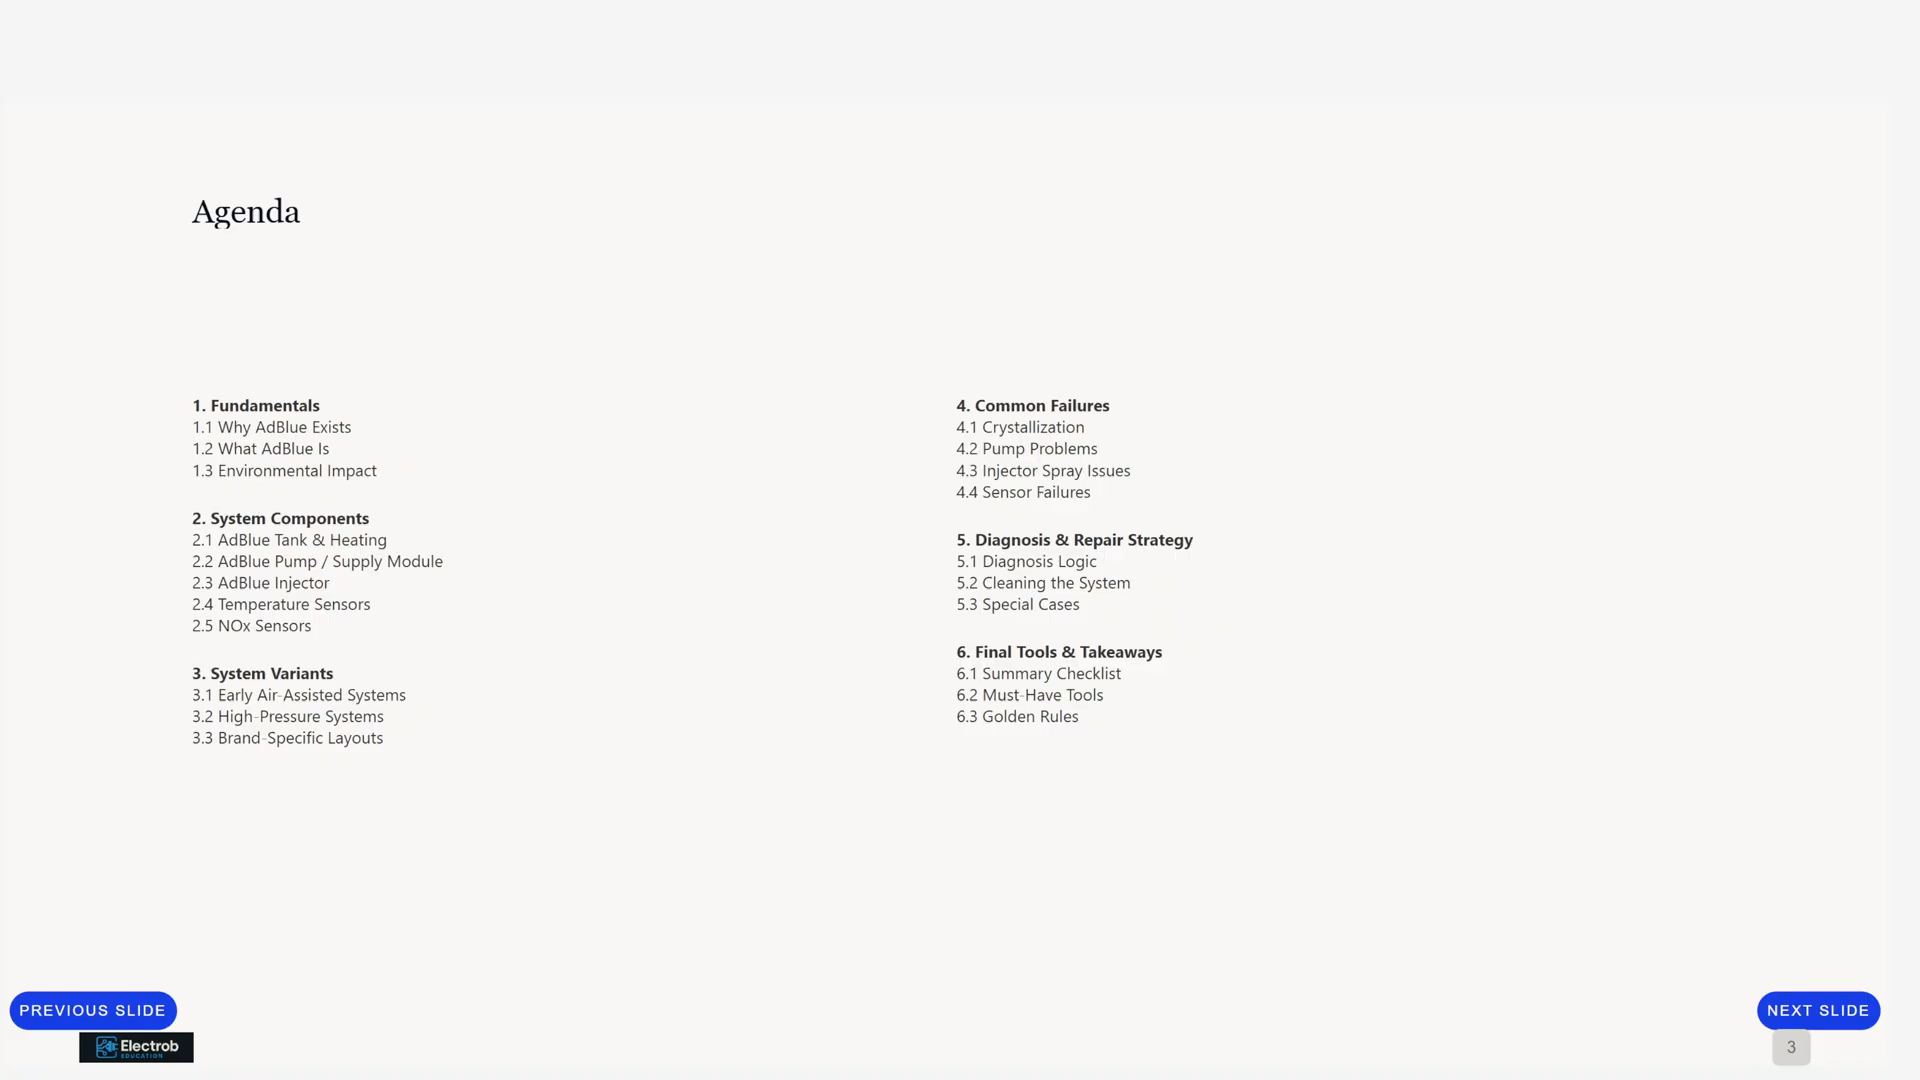 Agenda
1. Fundamentals
1.1 Why AdBlue Exists
1.2 What AdBlue Is
1.3 Environmental Impact
2. System Components
2.1 AdBlue Tank & Heating
2.2 AdBlue Pump / Supply Module
2.3 AdBlue Injector
2.4 Temperature Sensors
2.5 NOx Sensors
3. System Variants
3.1 Early Air-Assisted Systems
3.2 High-Pressure Systems
3.3 Brand-Specific Layouts
4. Common Failures
4.1 Crystallization
4.2 Pump Problems
4.3 Injector Spray Issues
4.4 Sensor Failures
5. Diagnosis & Repair Strategy
5.1 Diagnosis Logic
5.2 Cleaning the System
5.3 Special Cases
6. Final Tools & Takeaways
6.1 Summary Checklist
6.2 Must-Have Tools
6.3 Golden Rules
PREVIOUS SLIDE
NEXT SLIDE
Electrob
EDUCATION
3